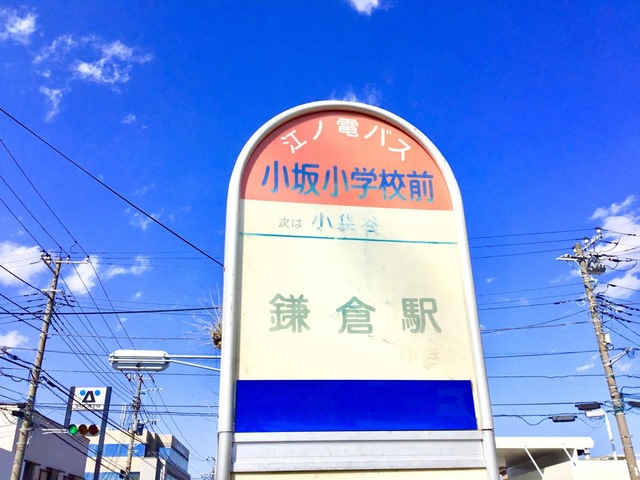 江ノ電バス
小坂小学校前
次は 小袋谷
鎌倉駅
ゆき